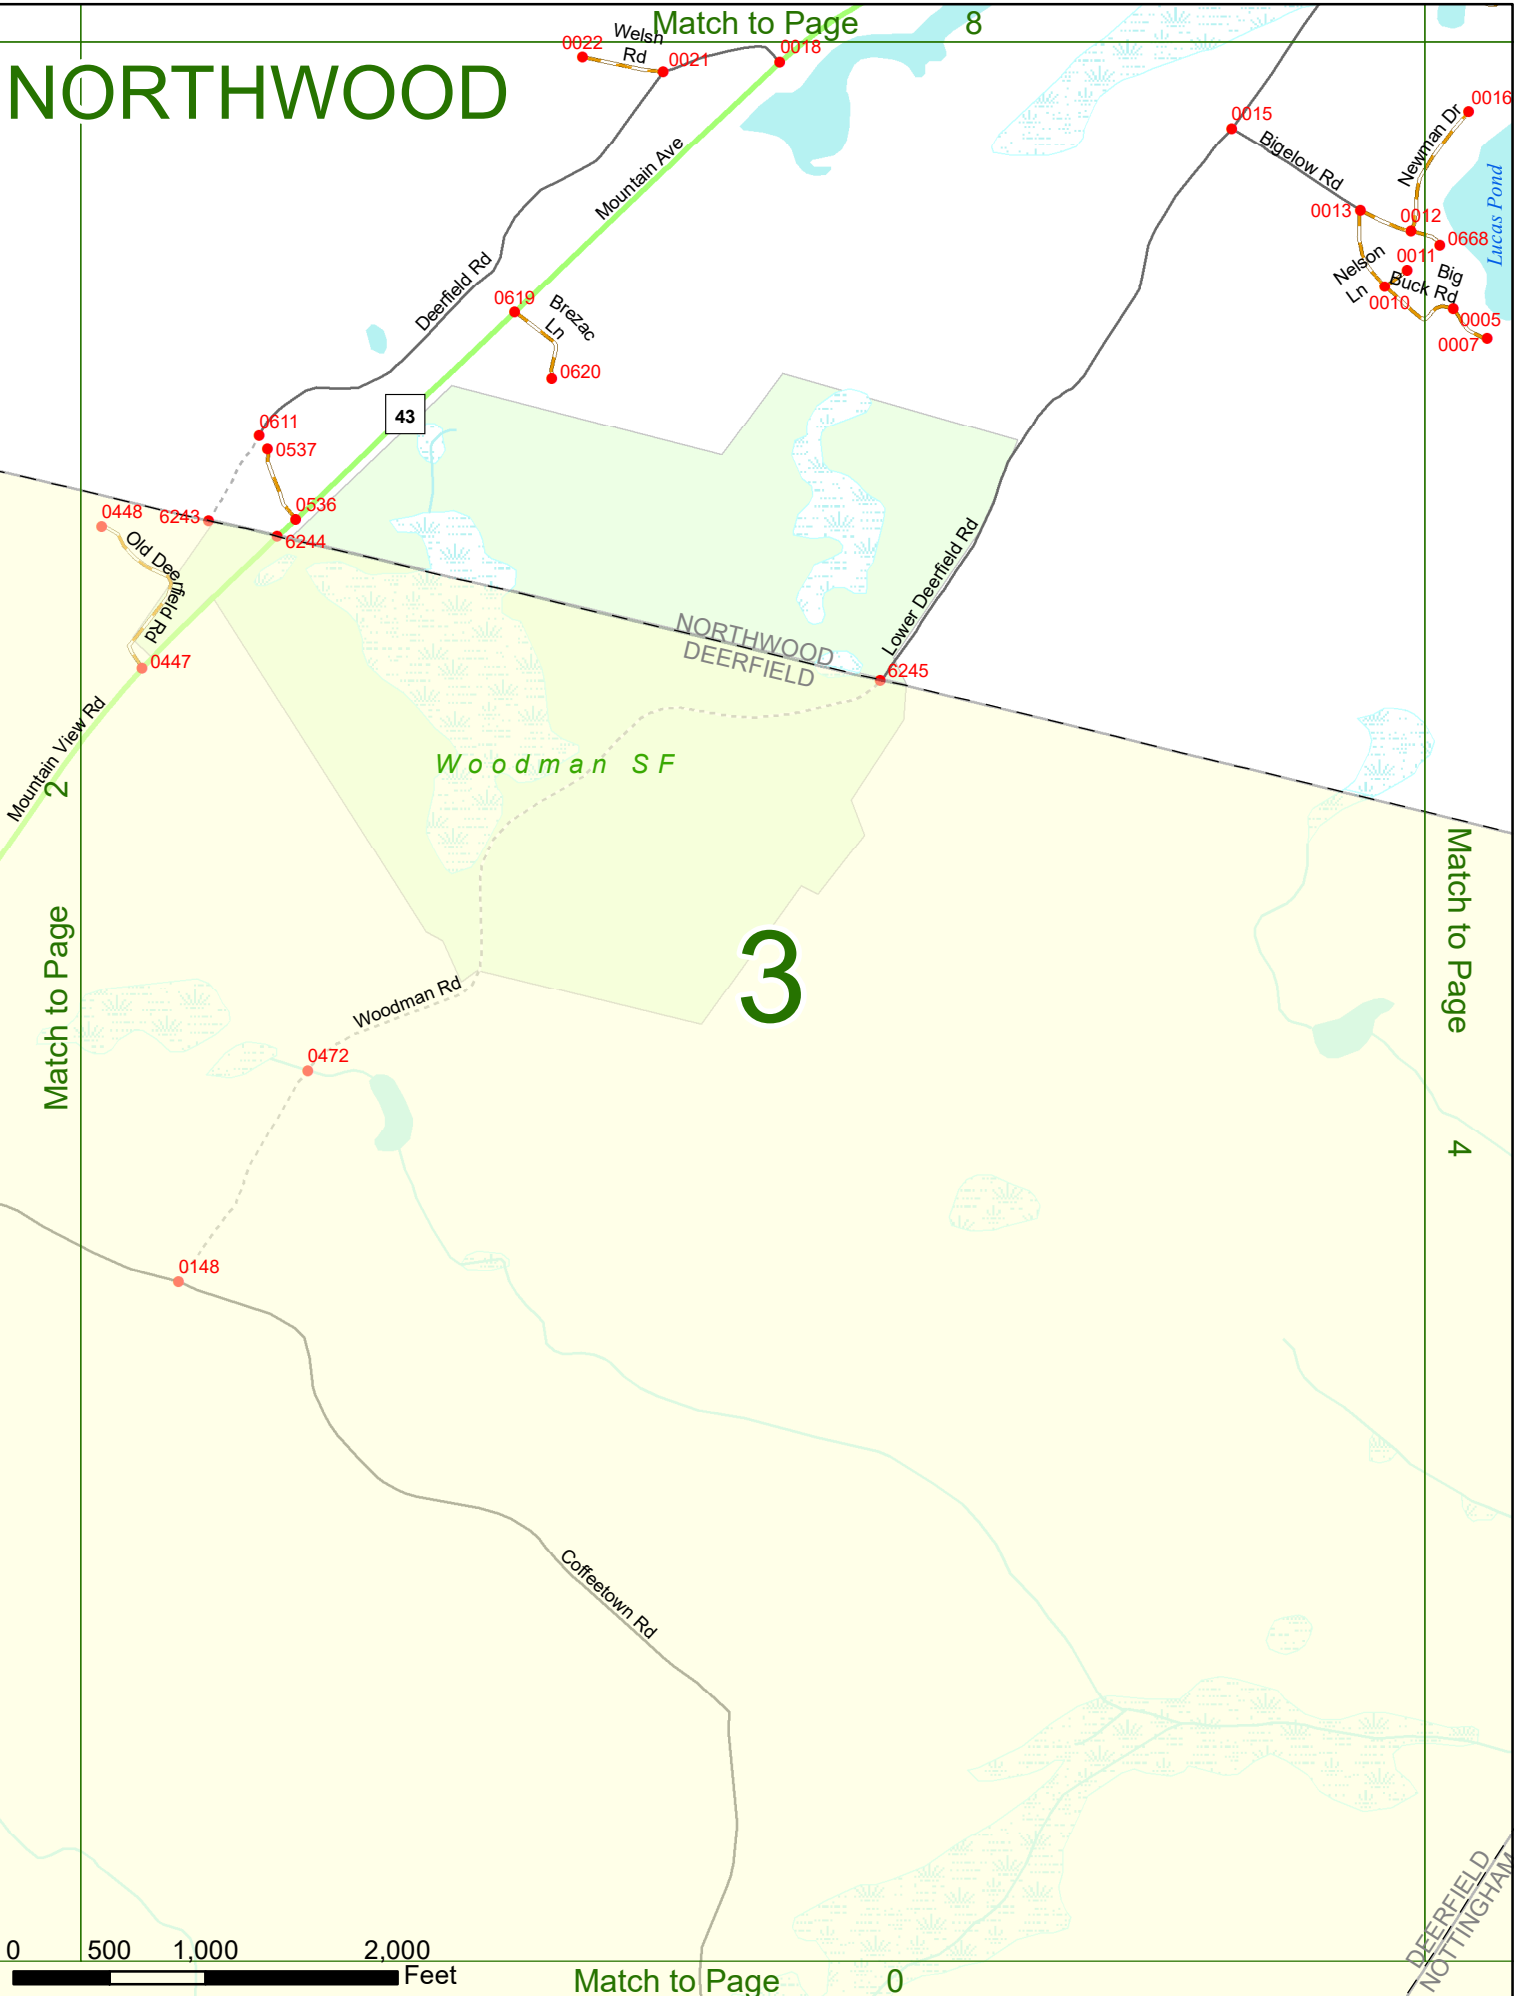 Match to Page 8
NORTHWOOD
Welsh
Rd
0022
0021
0018
0015
0016
Bigelow Rd
Newman Dr
Mountain Ave
Lucas Pond
0013
0012
0668
0011
Nelson
Ln
Big
Buck Rd
0010
0005
0007
Deerfield Rd
0619
Brezac
Ln
0620
43
0611
0537
0536
0448
6243
6244
Old Deerfield Rd
Lower Deerfield Rd
NORTHWOOD
DEERFIELD
0447
6245
Mountain View Rd
Woodman SF
2
Match to Page
Match to Page
4
3
Woodman Rd
0472
0148
Coffeetown Rd
DEERFIELD
NOTTINGHAM
0 500 1,000 2,000
Feet
Match to Page 0